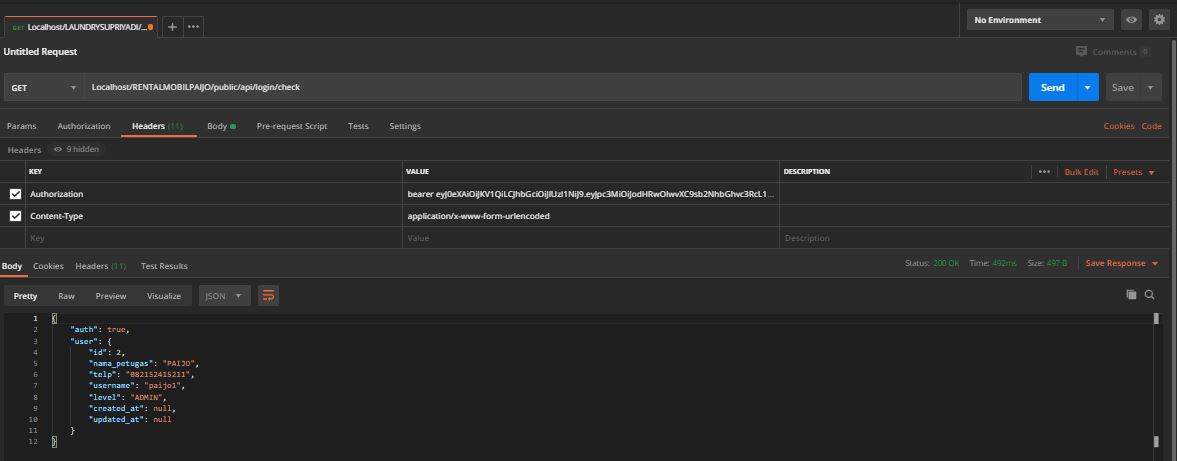 GET Localhost/LAUNDRYSUPRIYADI/...
No Environment
Untitled Request
Comments 0
GET
Localhost/RENTALMOBILPAIJO/public/api/login/check
Send
Save
Params Authorization Headers (11) Body Pre-request Script Tests Settings Cookies Code
Headers 9 hidden
KEY VALUE DESCRIPTION Bulk Edit Presets
Authorization bearer
Content-Type application/x-www-form-urlencoded
Key Value Description
Body Cookies Headers (11) Test Results Status: 200 OK Time: 492ms Size: 497 B Save Response
Pretty Raw Preview Visualize JSON
1 {
2 "auth": true,
3 "user": {
4 "id": 2,
5 "nama_petugas": "PAIJO",
6 "telp": "082152415211",
7 "username": "paijo1",
8 "level": "ADMIN",
9 "created_at": null,
10 "updated_at": null
11 }
12 }